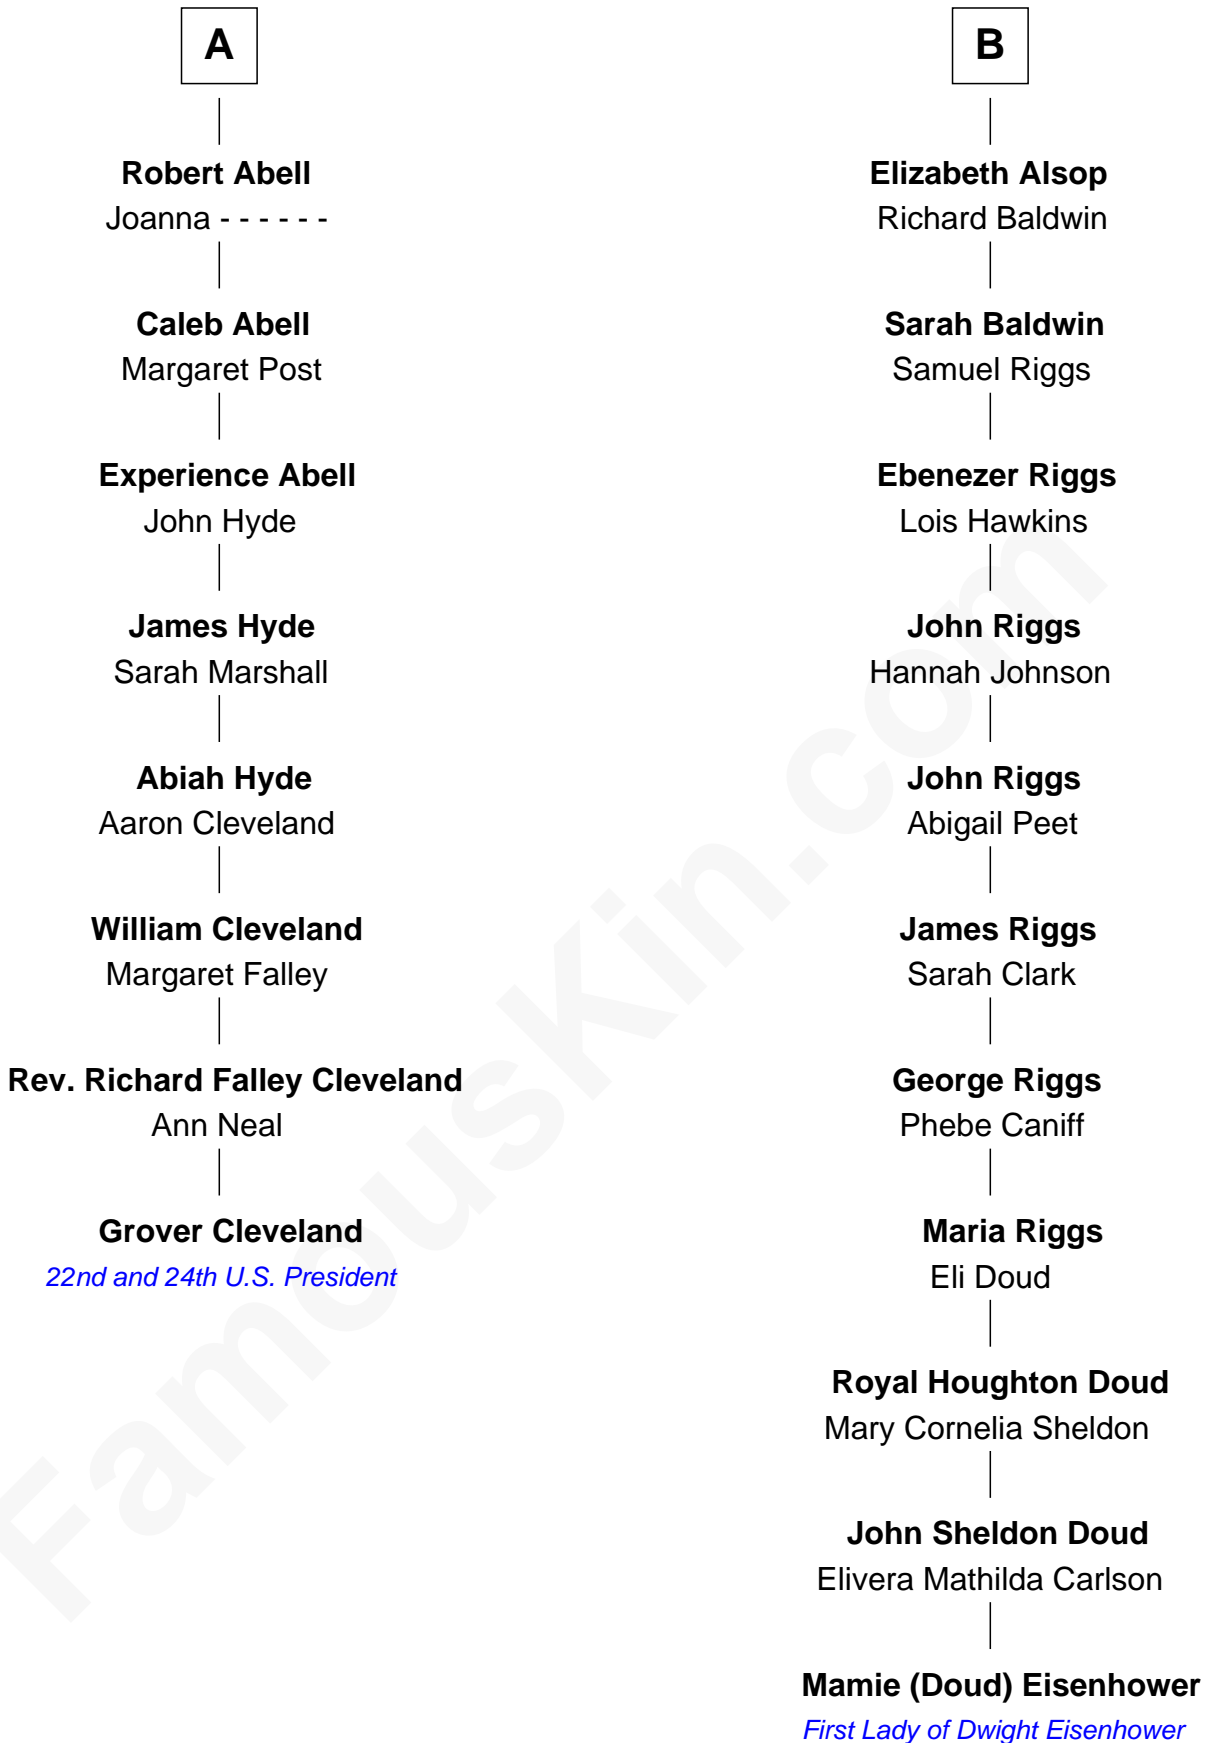 A
Robert Abell
Joanna - - - - - -
Caleb Abell
Margaret Post
Experience Abell
John Hyde
James Hyde
Sarah Marshall
Abiah Hyde
Aaron Cleveland
William Cleveland
Margaret Falley
Rev. Richard Falley Cleveland
Ann Neal
Grover Cleveland
22nd and 24th U.S. President
B
Elizabeth Alsop
Richard Baldwin
Sarah Baldwin
Samuel Riggs
Ebenezer Riggs
Lois Hawkins
John Riggs
Hannah Johnson
John Riggs
Abigail Peet
James Riggs
Sarah Clark
George Riggs
Phebe Caniff
Maria Riggs
Eli Doud
Royal Houghton Doud
Mary Cornelia Sheldon
John Sheldon Doud
Elivera Mathilda Carlson
Mamie (Doud) Eisenhower
First Lady of Dwight Eisenhower
FamousKin.com